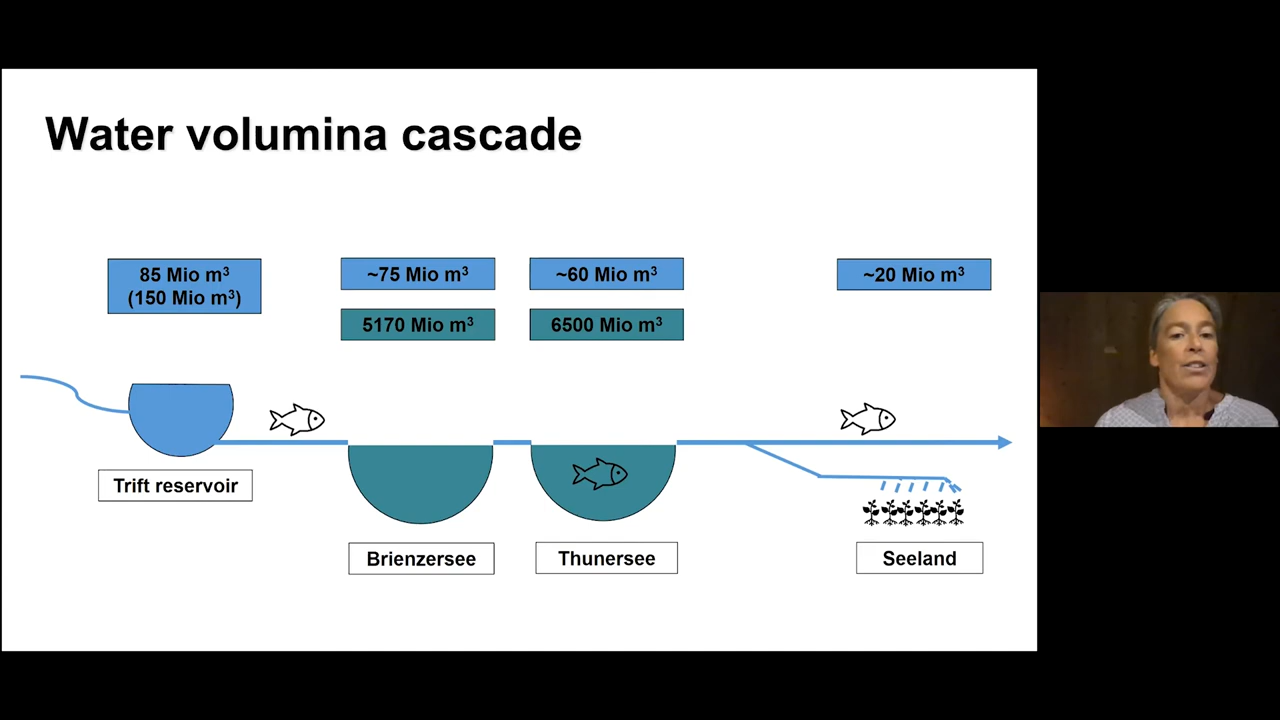 Water volumina cascade
85 Mio m³
(150 Mio m³)
~75 Mio m³
~60 Mio m³
~20 Mio m³
5170 Mio m³
6500 Mio m³
Trift reservoir
Brienzersee
Thunersee
Seeland